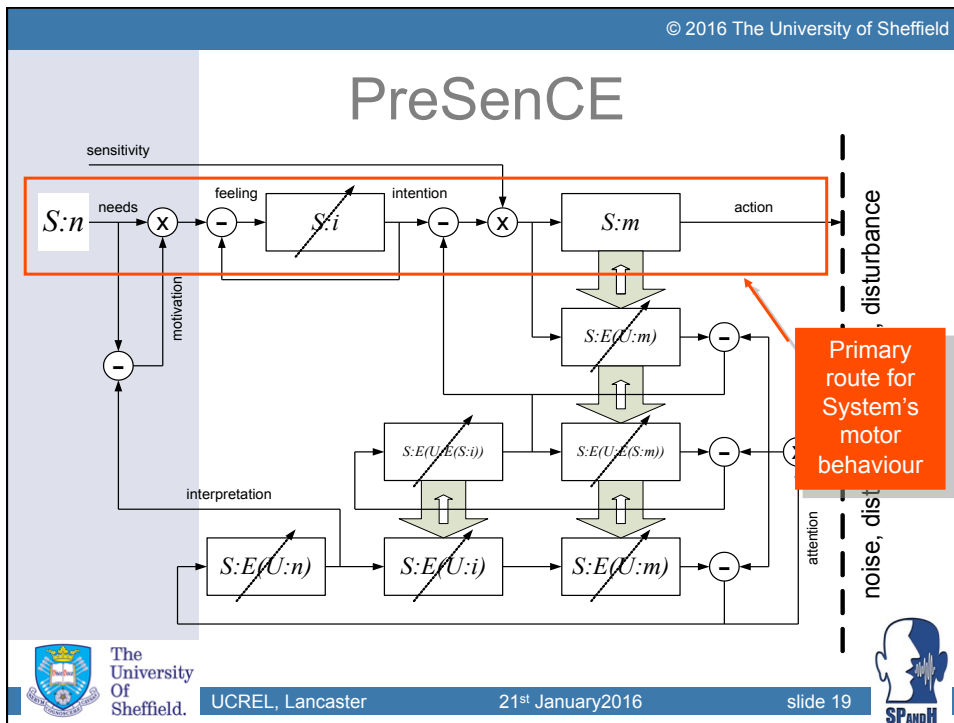 © 2016 The University of Sheffield
PreSenCE
sensitivity
S:n
needs
x
-
feeling
S:i
intention
-
x
S:m
action
motivation
-
S:E(U:m)
-
noise, dist
, disturbance
Primary
route for
System's
motor
behaviour
S:E(U:E(S:i))
S:E(U:E(S:m))
-
x
interpretation
attention
S:E(U:n)
S:E(U:i)
S:E(U:m)
-
The
University
Of
Sheffield.
UCREL, Lancaster
21st January2016
slide 19
SPANDH